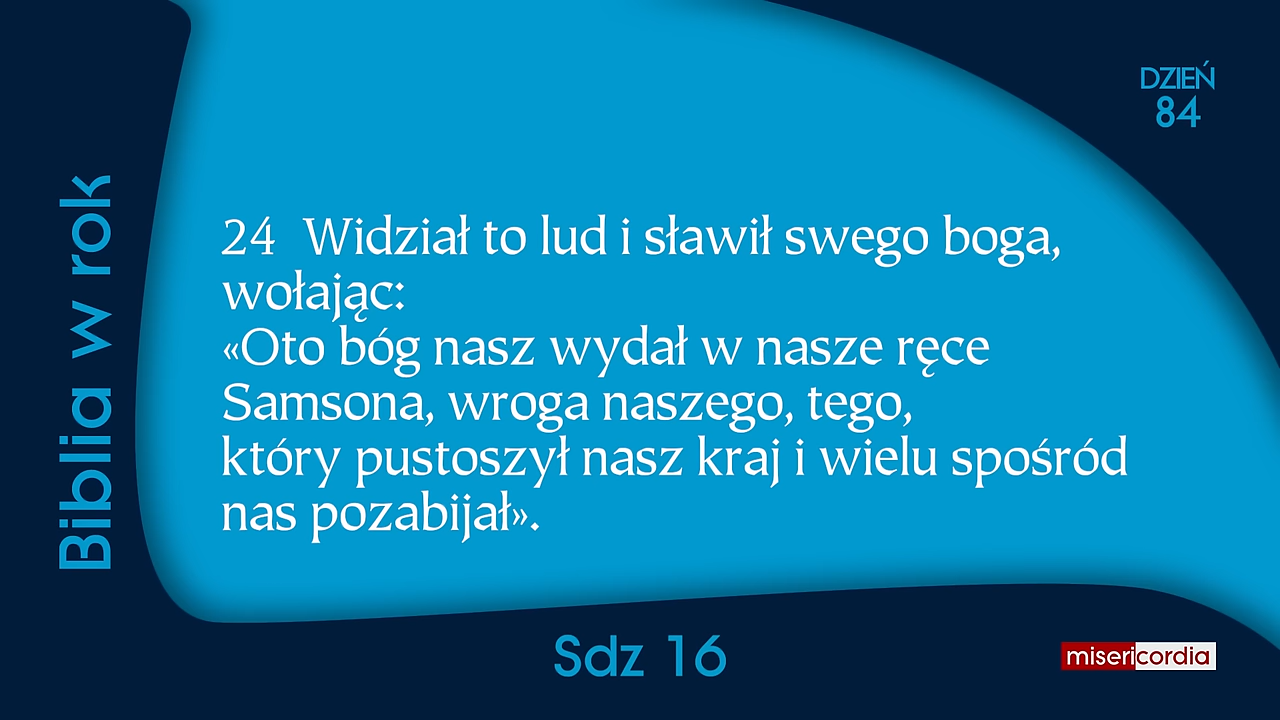 DZIEŃ
84
Biblia w rok
24 Widział to lud i sławił swego boga,
wołając:
«Oto bóg nasz wydał w nasze ręce
Samsona, wroga naszego, tego,
który pustoszył nasz kraj i wielu spośród
nas pozabijał».
Sdz 16
misericordia